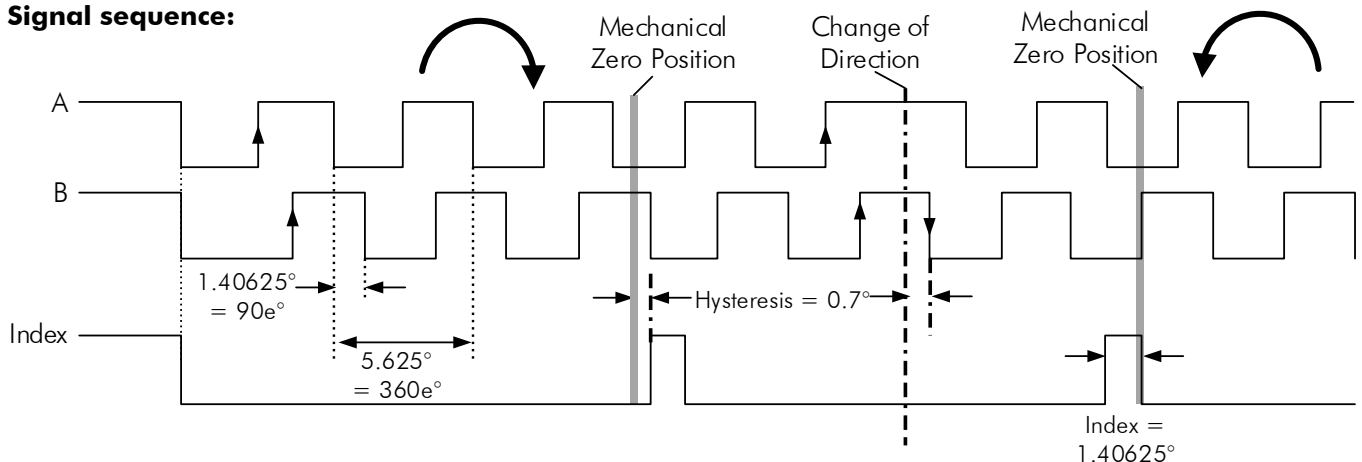 Signal sequence:
Mechanical
Zero Position
Change of
Direction
Mechanical
Zero Position
A
B
1.40625°
= 90e°
Hysteresis = 0.7°
Index
5.625°
= 360e°
Index =
1.40625°